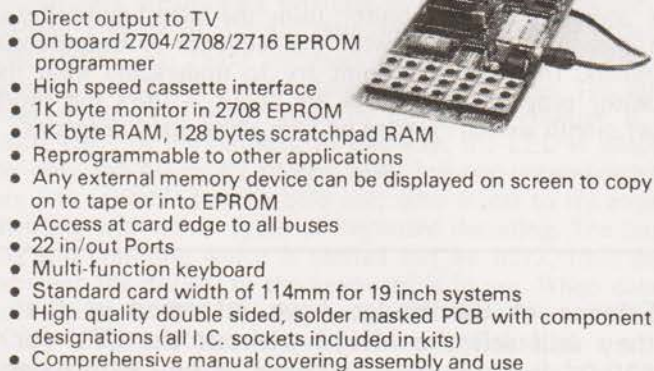 • Direct output to TV
• On board 2704/2708/2716 EPROM
programmer
• High speed cassette interface
• 1K byte monitor in 2708 EPROM
• 1K byte RAM, 128 bytes scratchpad RAM
• Reprogrammable to other applications
• Any external memory device can be displayed on screen to copy
on to tape or into EPROM
• Access at card edge to all buses
• 22 in/out Ports
• Multi-function keyboard
• Standard card width of 114mm for 19 inch systems
• High quality double sided, solder masked PCB with component
designations (all I.C. sockets included in kits)
• Comprehensive manual covering assembly and use